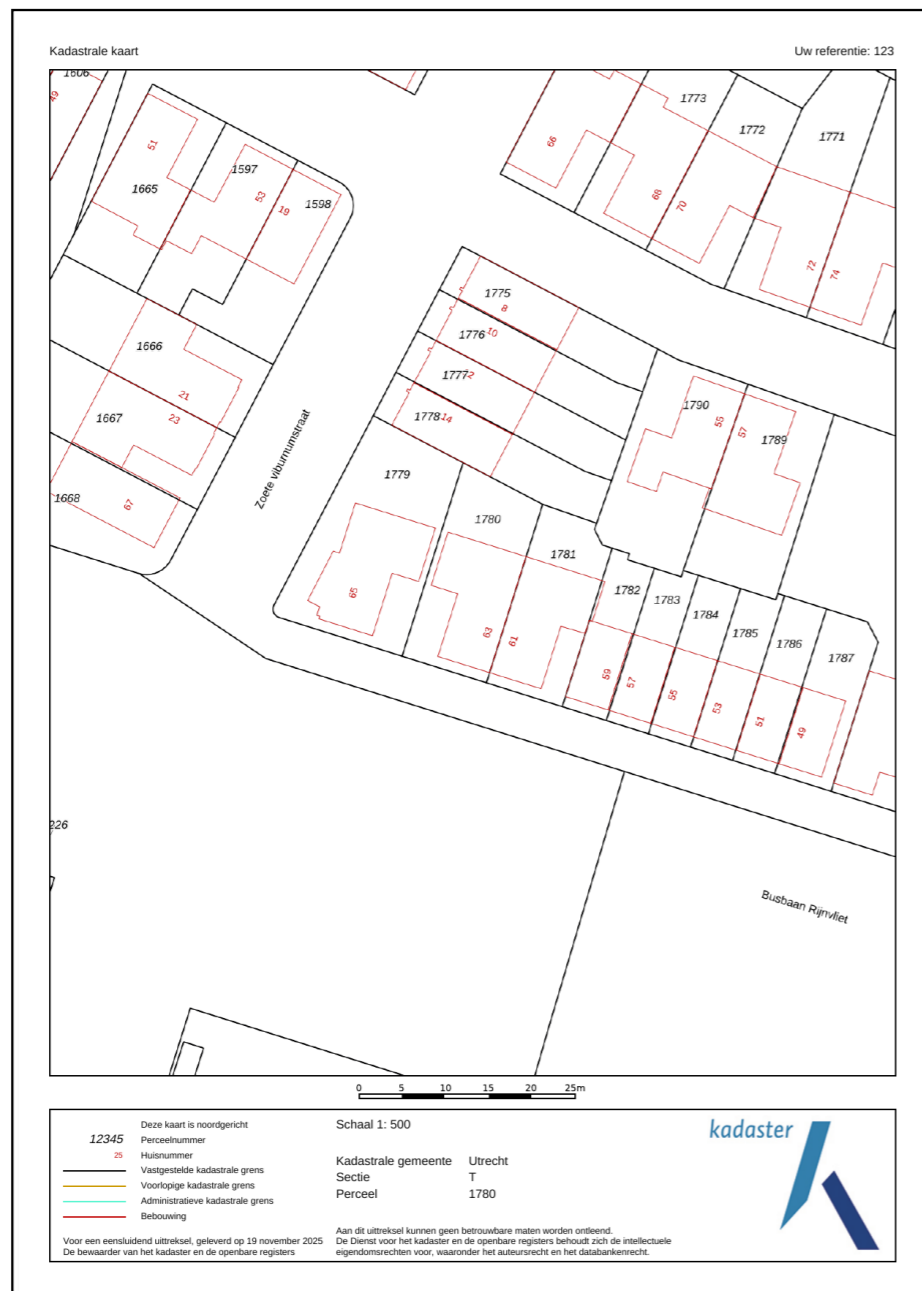 Kadastrale kaart
Uw referentie: 123
1606
49
51
1665
1597
53
19
1598
1666
21
1667
23
1668
67
Zoete viburnumstraat
66
1773
1772
1771
68
70
72
74
1775
8
1776
10
1777
12
1778
14
1790
55
57
1789
1779
65
1780
63
1781
61
1782
59
1783
57
1784
55
1785
53
1786
51
1787
49
226
Busbaan Rijnvliet
0 5 10 15 20 25m
Deze kaart is noordgericht
12345 Perceelnummer
25 Huisnummer
Vastgestelde kadastrale grens
Voorlopige kadastrale grens
Administratieve kadastrale grens
Bebouwing
Voor een eensluidend uittreksel, geleverd op 19 november 2025
De bewaarder van het kadaster en de openbare registers
Schaal 1: 500
Kadastrale gemeente Utrecht
Sectie T
Perceel 1780
Aan dit uittreksel kunnen geen betrouwbare maten worden ontleend.
De Dienst voor het kadaster en de openbare registers behoudt zich de intellectuele
eigendomsrechten voor, waaronder het auteursrecht en het databankenrecht.
kadaster